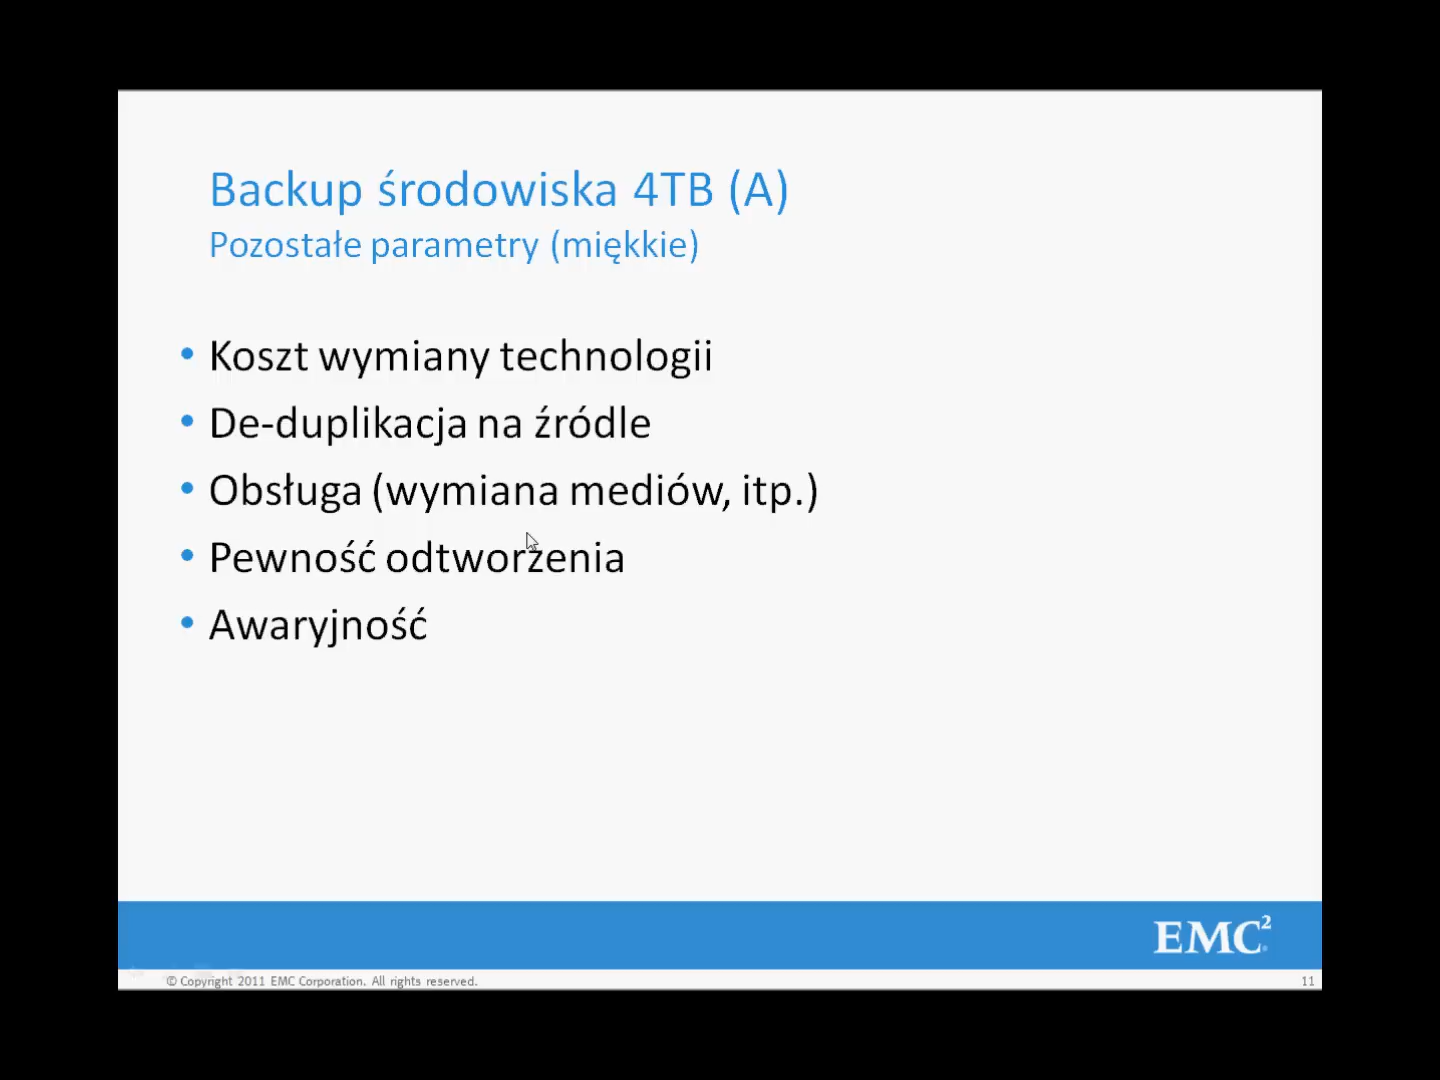 Backup środowiska 4TB (A)
Pozostałe parametry (miękkie)
• Koszt wymiany technologii
• De-duplikacja na źródle
• Obsługa (wymiana mediów, itp.)
• Pewność odtworzenia
• Awaryjność
EMC²
© Copyright 2011 EMC Corporation. All rights reserved.
11